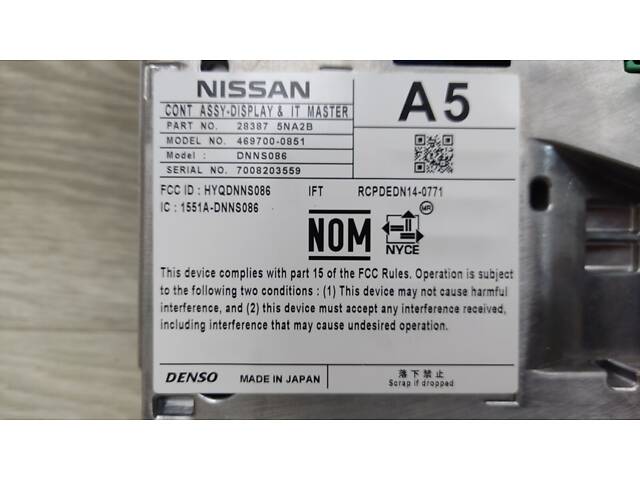 NISSAN
CONT ASSY-DISPLAY & IT MASTER
PART NO. 28387 5NA2B
MODEL NO. 469700-0851
Model : DNNS086
SERIAL NO. 7008203559
A5
FCC ID : HYQDNNS086 IFT RCPDEDN14-0771
IC : 1551A-DNNS086
NOM
NYCE
MR
This device complies with part 15 of the FCC Rules. Operation is subject
to the following two conditions : (1) This device may not cause harmful
interference, and (2) this device must accept any interference received,
including interference that may cause undesired operation.
DENSO MADE IN JAPAN
落下禁止
Scrap if dropped